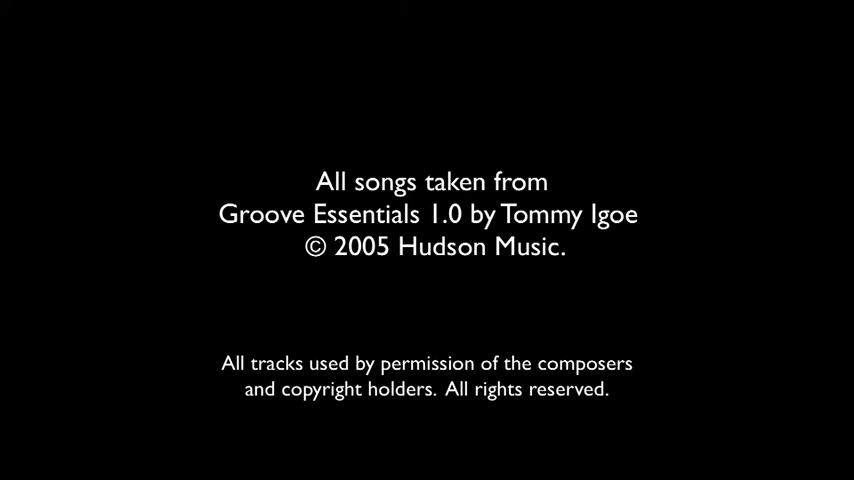 All songs taken from
Groove Essentials 1.0 by Tommy Igoe
© 2005 Hudson Music.
All tracks used by permission of the composers
and copyright holders. All rights reserved.